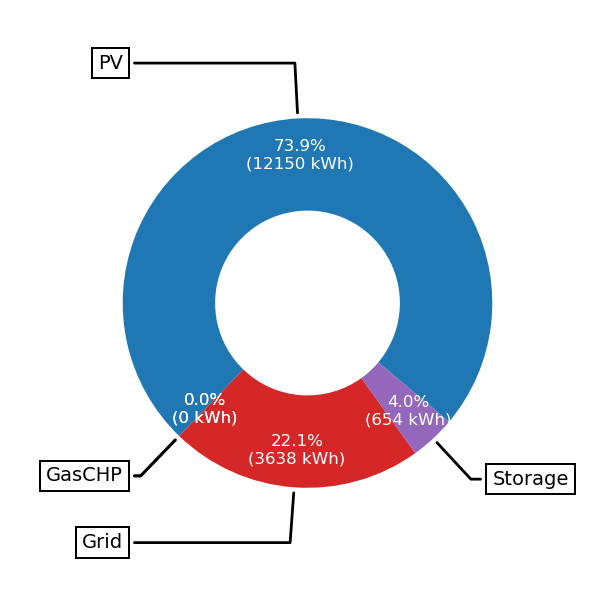 PV
73.9%
(12150 kWh)
0.0%
(0 kWh)
4.0%
(654 kWh)
22.1%
(3638 kWh)
GasCHP
Storage
Grid